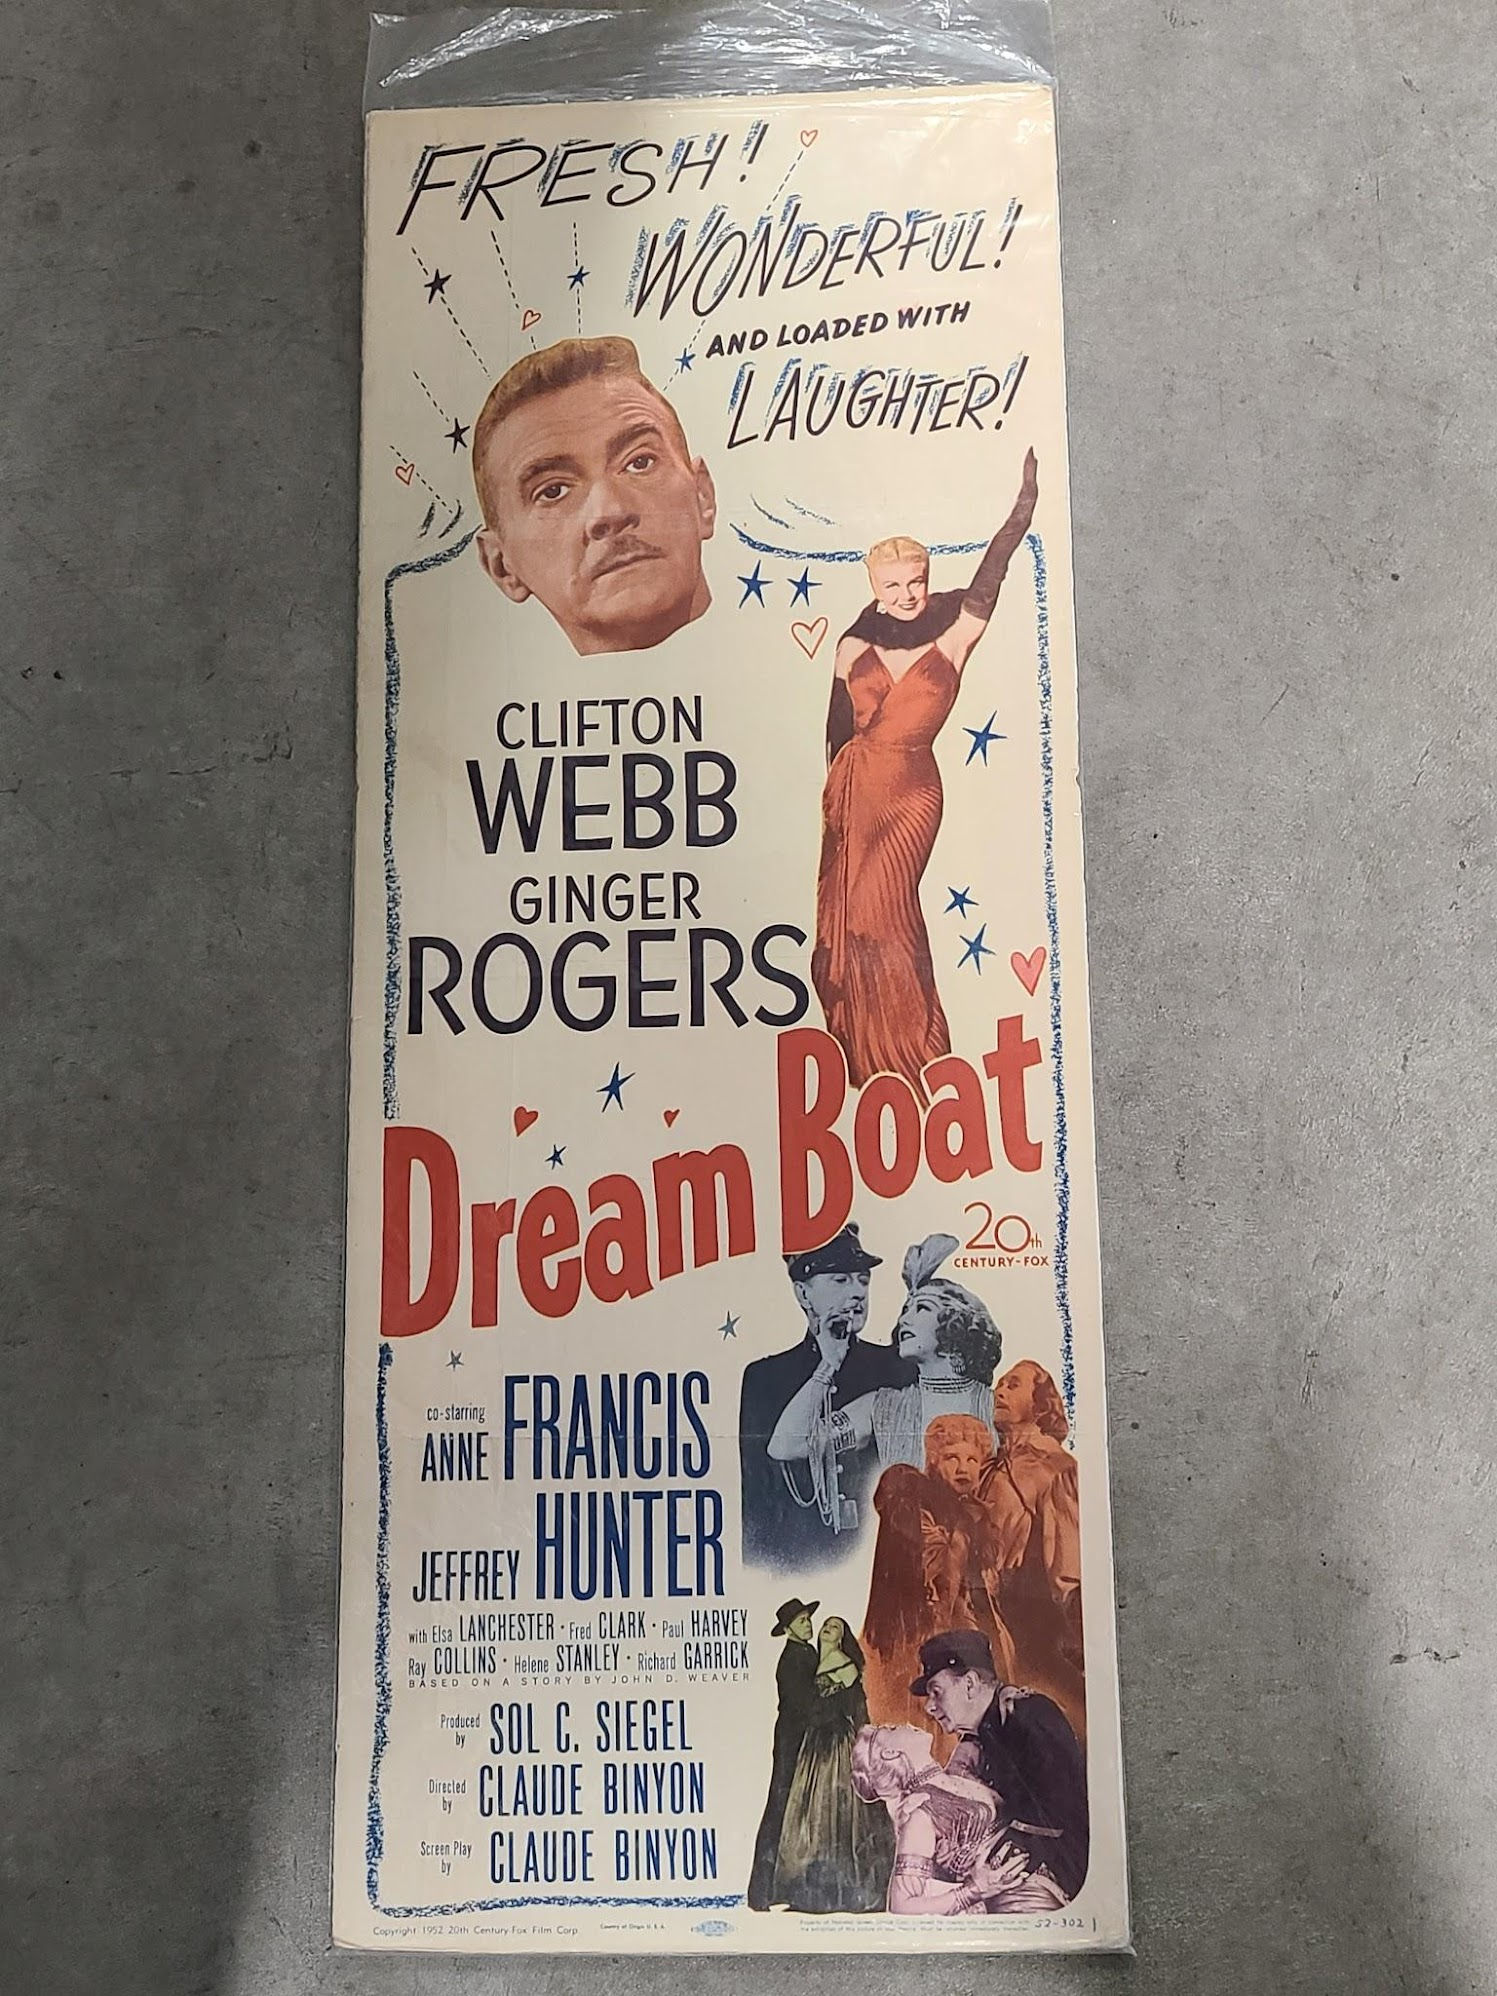 FRESH!
WONDERFUL!
AND LOADED WITH
LAUGHTER!
CLIFTON
WEBB
GINGER
ROGERS
Dream Boat
20th
CENTURY-FOX
co-starring
ANNE FRANCIS
JEFFREY HUNTER
with Elsa LANCHESTER · Fred CLARK · Paul HARVEY
Ray COLLINS · Helene STANLEY · Richard GARRICK
BASED ON A STORY BY JOHN D. WEAVER
Produced by SOL C. SIEGEL
Directed by CLAUDE BINYON
Screen Play by CLAUDE BINYON
Copyright 1952 20th Century-Fox Film Corp.
Country of Origin U. S. A.
52-302